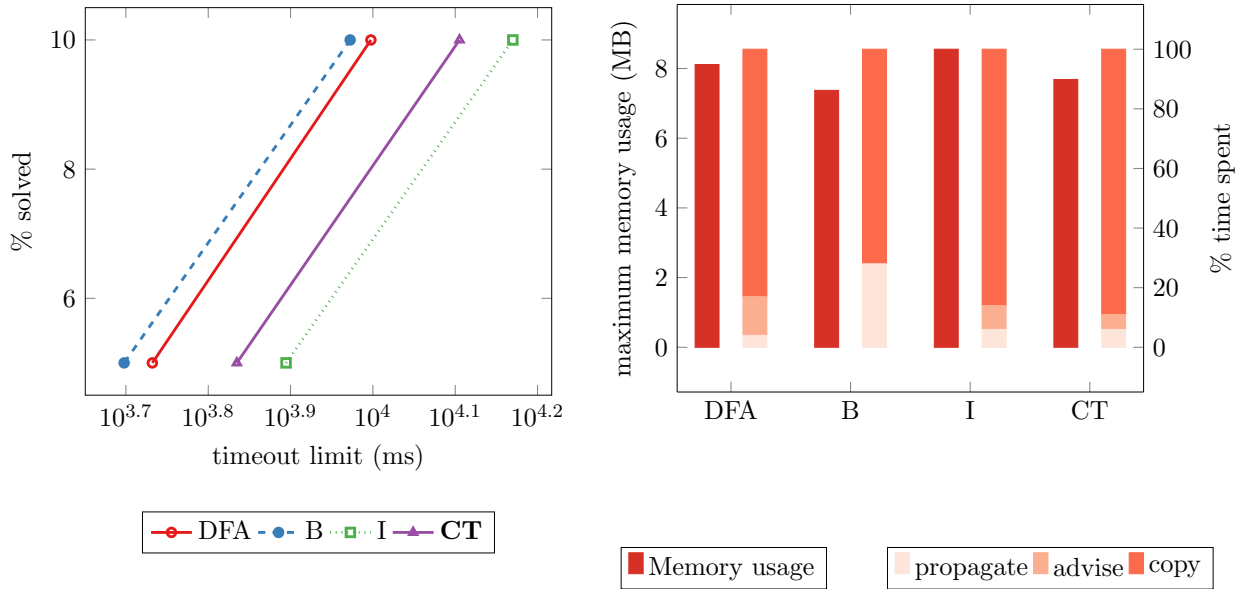 % solved
10
8
6
10^3.7 10^3.8 10^3.9 10^4 10^4.1 10^4.2
timeout limit (ms)
DFA B I CT
maximum memory usage (MB)
8
6
4
2
0
100
80
60
40
20
0
% time spent
DFA B I CT
Memory usage
propagate advise copy